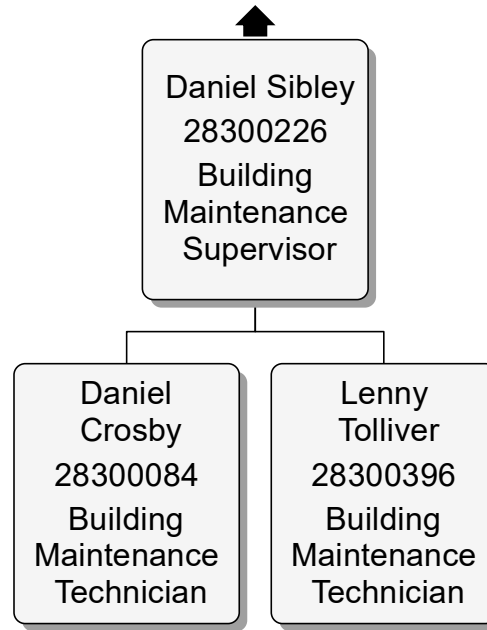 Daniel Sibley
28300226
Building
Maintenance
Supervisor
Daniel
Crosby
28300084
Building
Maintenance
Technician
Lenny
Tolliver
28300396
Building
Maintenance
Technician